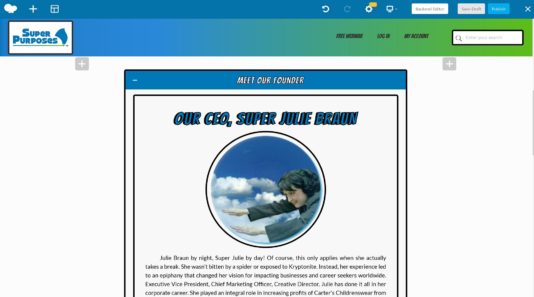 Backend Editor
Save Draft
Publish
SUPER
PURPOSES
FREE WEBINAR
LOG IN
MY ACCOUNT
Enter your search
MEET OUR FOUNDER
OUR CEO, SUPER JULIE BRAUN
Julie Braun by night, Super Julie by day! Of course, this only applies when she actually
takes a break. She wasn't bitten by a spider or exposed to Kryptonite. Instead, her experience led
to an epiphany that changed her vision for impacting businesses and career seekers worldwide.
Executive Vice President, Chief Marketing Officer, Creative Director. Julie has done it all in her
corporate career. She played an integral role in increasing profits of Carter's Childrenswear from